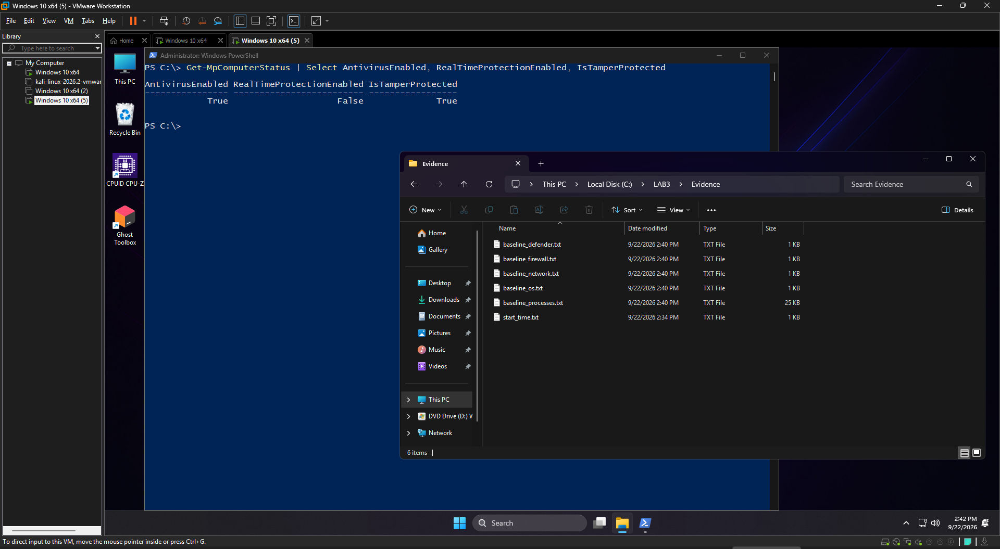 Windows 10 x64 (5) - VMware Workstation
File Edit View VM Tabs Help
Library
Type here to search
My Computer
Windows 10 x64
kali-linux-2026.2-vmwar
Windows 10 x64 (2)
Windows 10 x64 (5)
Home
Windows 10 x64
Windows 10 x64 (5)
This PC
Recycle Bin
CPUID CPU-Z
Ghost
Toolbox
Administrator: Windows PowerShell
PS C:\> Get-MpComputerStatus | Select AntivirusEnabled, RealTimeProtectionEnabled, IsTamperProtected
AntivirusEnabled RealTimeProtectionEnabled IsTamperProtected
---------------- ------------------------- -----------------
True False True
PS C:\>
Evidence
This PC > Local Disk (C:) > LAB3 > Evidence
Search Evidence
New
Sort
View
Details
Home
Gallery
Desktop
Downloads
Documents
Pictures
Music
Videos
This PC
DVD Drive (D:) V
Network
Name Date modified Type Size
baseline_defender.txt 9/22/2026 2:40 PM TXT File 1 KB
baseline_firewall.txt 9/22/2026 2:40 PM TXT File 1 KB
baseline_network.txt 9/22/2026 2:40 PM TXT File 1 KB
baseline_os.txt 9/22/2026 2:40 PM TXT File 1 KB
baseline_processes.txt 9/22/2026 2:40 PM TXT File 25 KB
start_time.txt 9/22/2026 2:34 PM TXT File 1 KB
6 items
Search
2:42 PM
9/22/2026
To direct input to this VM, move the mouse pointer inside or press Ctrl+G.